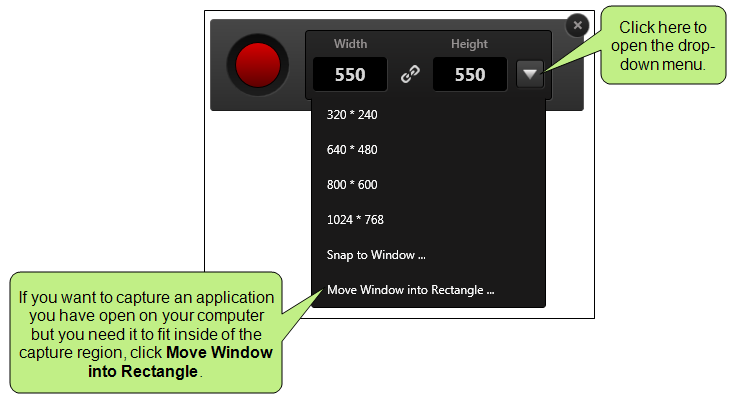 Click here to
open the drop-
down menu.
Width Height
550 550
320 * 240
640 * 480
800 * 600
1024 * 768
Snap to Window ...
Move Window into Rectangle ...
If you want to capture an application
you have open on your computer
but you need it to fit inside of the
capture region, click Move Window
into Rectangle.